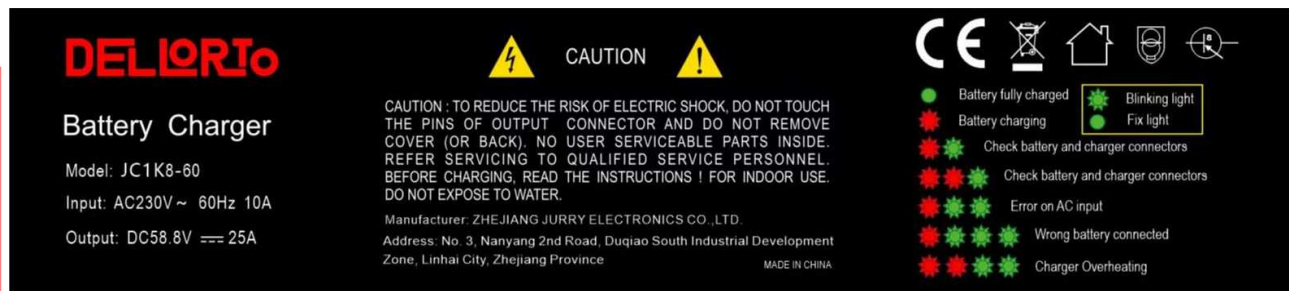 DELLORTO
Battery Charger
Model: JC1K8-60
Input: AC230V ~ 60Hz 10A
Output: DC58.8V ⎓ 25A
CAUTION
CAUTION : TO REDUCE THE RISK OF ELECTRIC SHOCK, DO NOT TOUCH
THE PINS OF OUTPUT CONNECTOR AND DO NOT REMOVE
COVER (OR BACK). NO USER SERVICEABLE PARTS INSIDE.
REFER SERVICING TO QUALIFIED SERVICE PERSONNEL.
BEFORE CHARGING, READ THE INSTRUCTIONS ! FOR INDOOR USE.
DO NOT EXPOSE TO WATER.
Manufacturer: ZHEJIANG JURRY ELECTRONICS CO.,LTD.
Address: No. 3, Nanyang 2nd Road, Duqiao South Industrial Development
Zone, Linhai City, Zhejiang Province
MADE IN CHINA
CE
Battery fully charged
Blinking light
Battery charging
Fix light
Check battery and charger connectors
Check battery and charger connectors
Error on AC input
Wrong battery connected
Charger Overheating